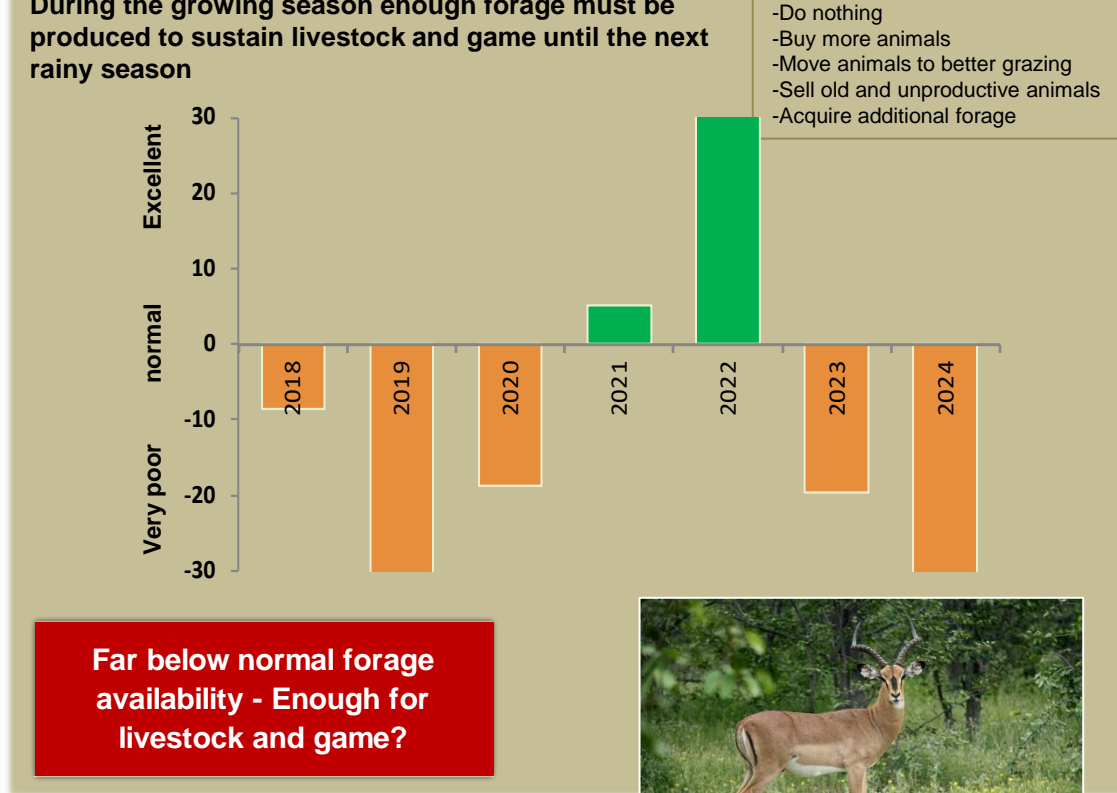 During the growing season enough forage must be
produced to sustain livestock and game until the next
rainy season
-Do nothing
-Buy more animals
-Move animals to better grazing
-Sell old and unproductive animals
-Acquire additional forage
Excellent
normal
Very poor
30
20
10
0
-10
-20
-30
2018
2019
2020
2021
2022
2023
2024
Far below normal forage
availability - Enough for
livestock and game?